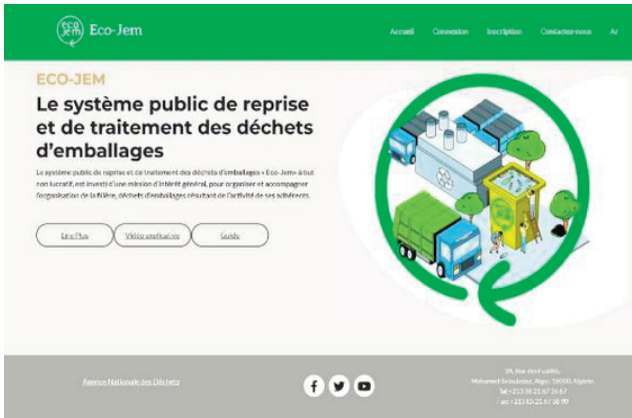 eco
jem
Eco-Jem
Accueil
Connexion
Inscription
Contactez-nous
Ar
ECO-JEM
Le système public de reprise
et de traitement des déchets
d'emballages
Le système public de reprise et de traitement des déchets d'emballages « Eco-Jem» à but
non lucratif, est investi d'une mission d'intérêt général, pour organiser et accompagner
l'organisation de la filière, déchets d'emballages résultant de l'activité de ses adhérents.
Lire Plus
Vidéo explicative
Guide
Agence Nationale des Déchets